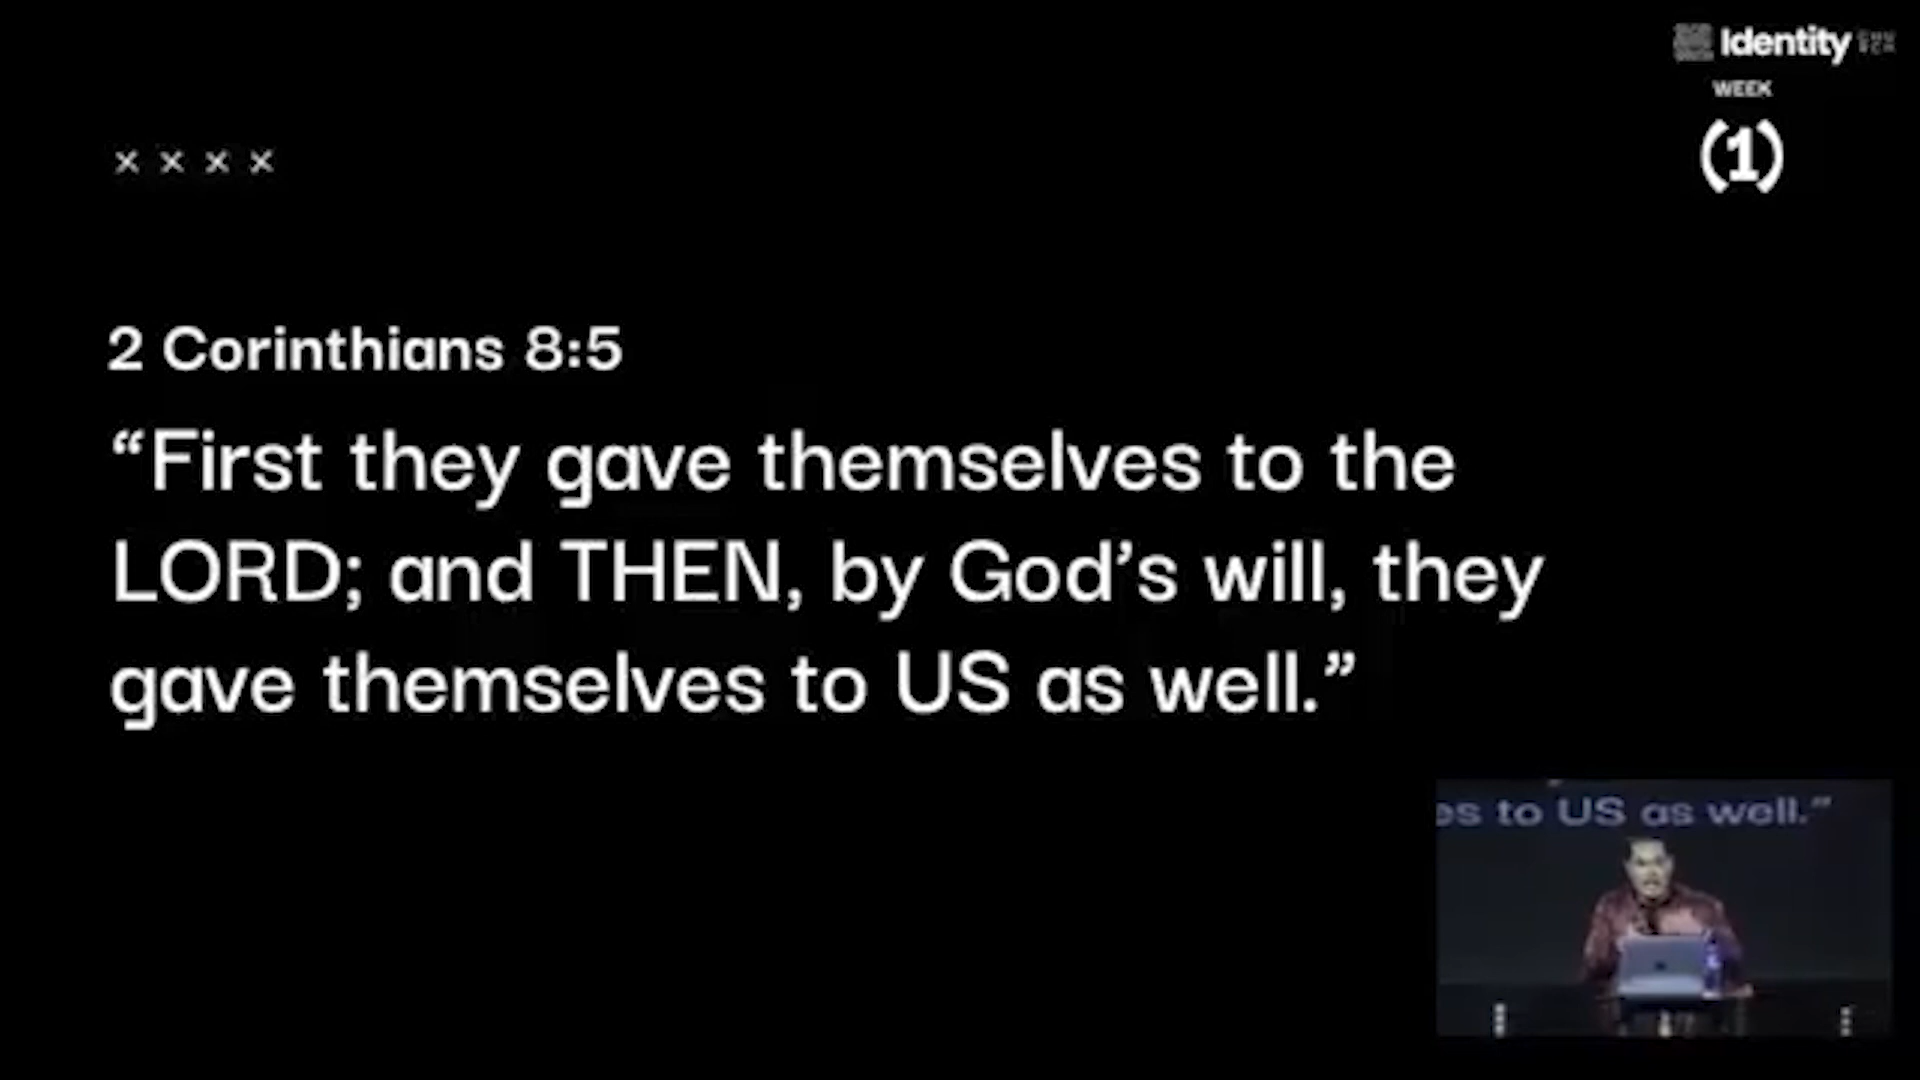 Identity
WEEK
(1)
× × × ×
2 Corinthians 8:5
“First they gave themselves to the
LORD; and THEN, by God’s will, they
gave themselves to US as well.”
es to US as well.”